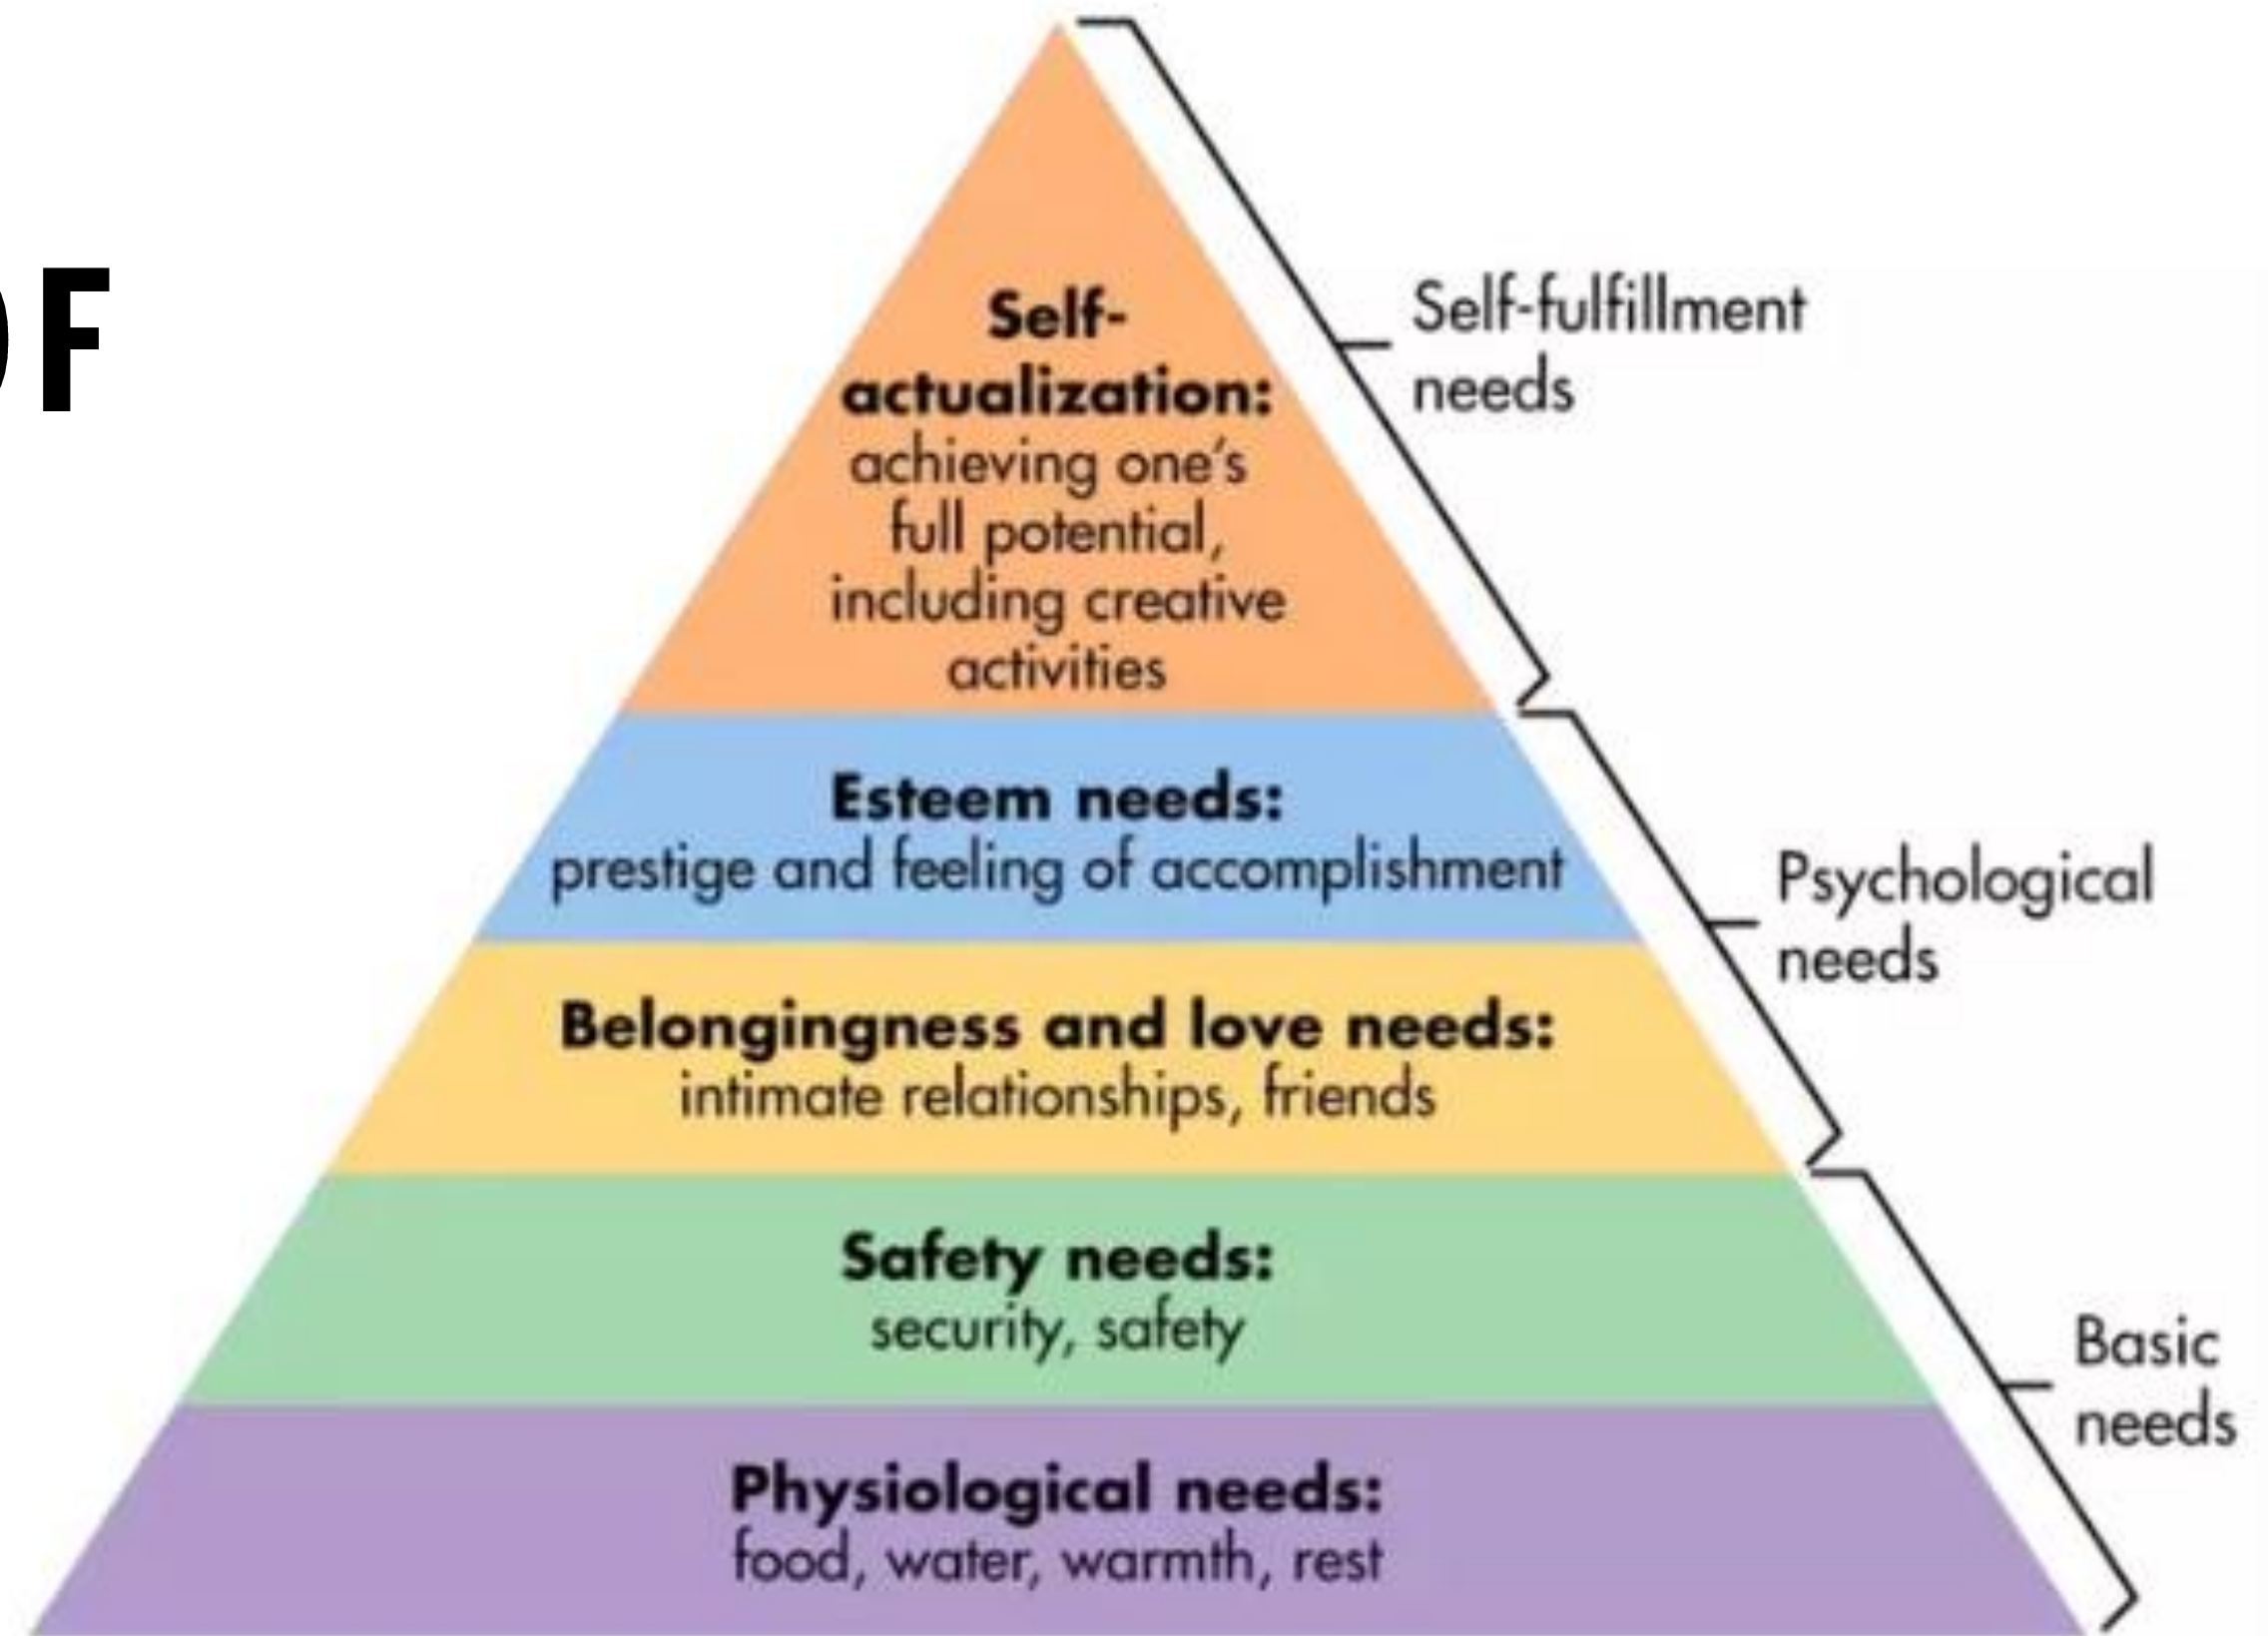 OF
Self-
actualization:
achieving one's
full potential,
including creative
activities
Self-fulfillment
needs
Esteem needs:
prestige and feeling of accomplishment
Psychological
needs
Belongingness and love needs:
intimate relationships, friends
Safety needs:
security, safety
Basic
needs
Physiological needs:
food, water, warmth, rest